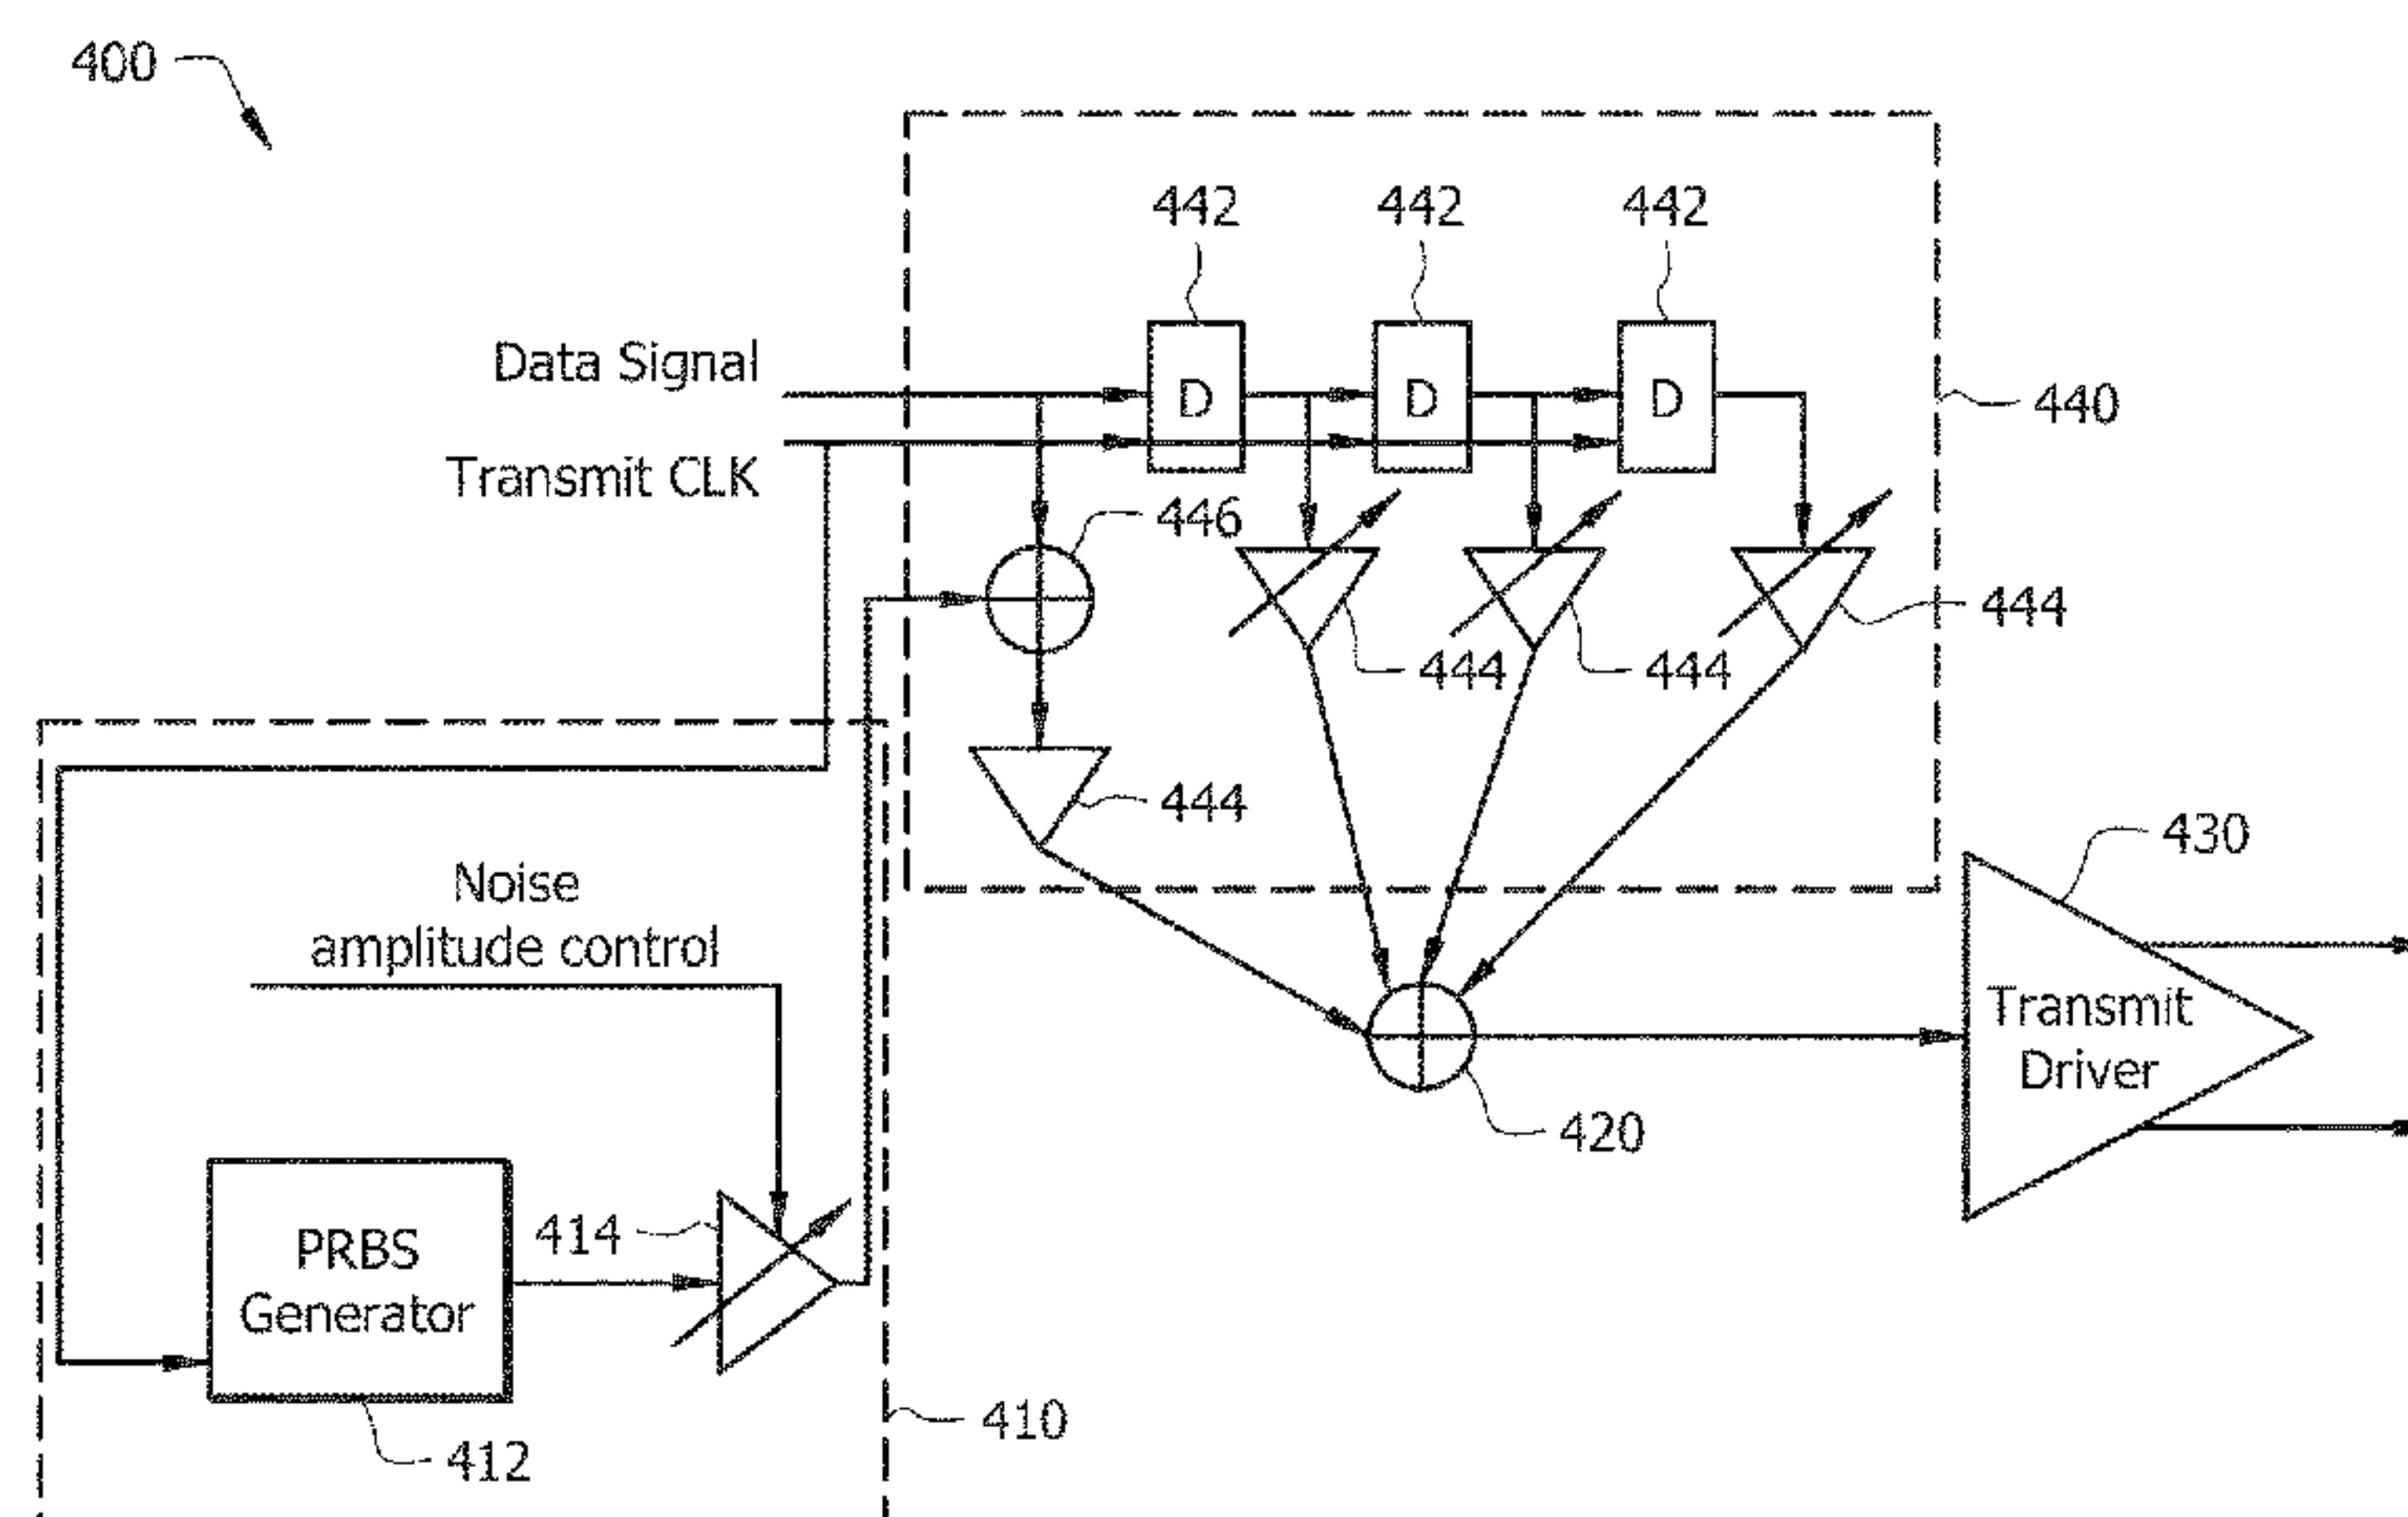 400
442 442 442
Data Signal
D D D
440
Transmit CLK
446
444
444 444
444
430
Noise
amplitude control
Transmit
Driver
420
PRBS
Generator
414
410
412